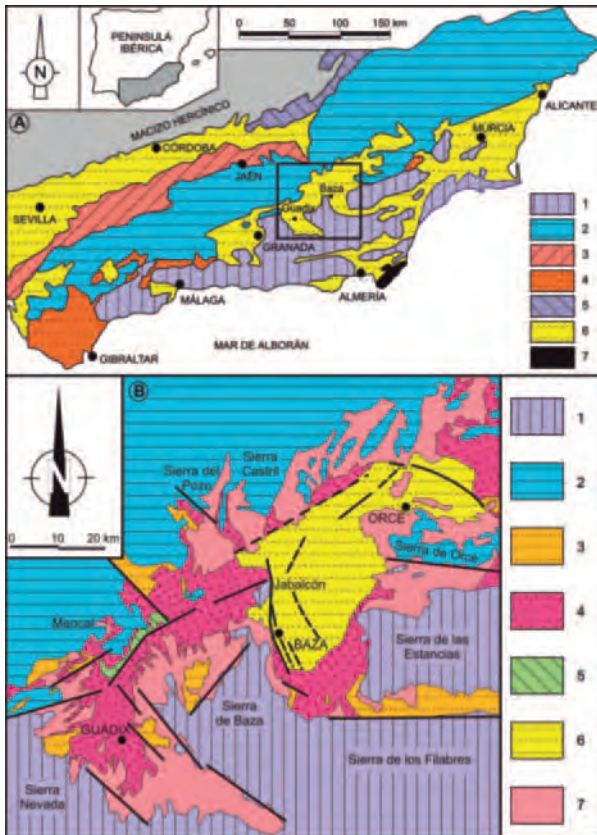 0 50 100 150 km
PENINSULA
IBÉRICA
N
MACIZO HERCÍNICO
A
CÓRDOBA
JAÉN
SEVILLA
ALICANTE
MURCIA
Baza
Guadix
GRANADA
MÁLAGA
ALMERÍA
GIBRALTAR
MAR DE ALBORÁN
1
2
3
4
5
6
7
B
N
0 10 20 km
Sierra del
Pozo
Sierra
Castril
ORCE
Sierra de Orce
Jabalcón
Mencal
BAZA
Sierra de las
Estancias
Sierra
de Baza
GUADIX
Sierra
Nevada
Sierra de los Filabres
1
2
3
4
5
6
7